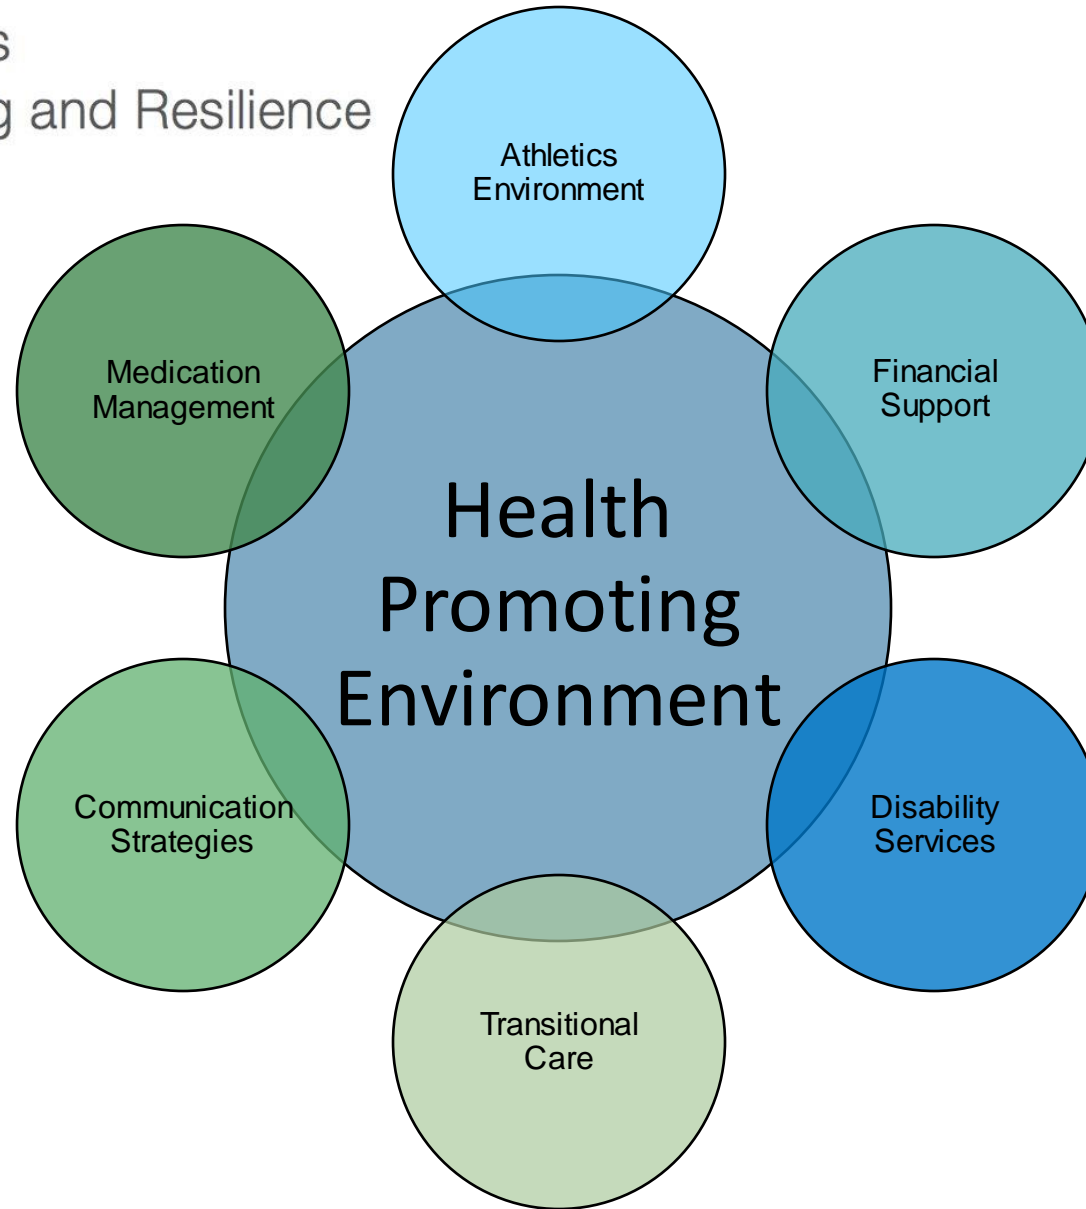 and Resilience
Athletics
Environment
Medication
Management
Financial
Support
Health
Promoting
Environment
Communication
Strategies
Disability
Services
Transitional
Care